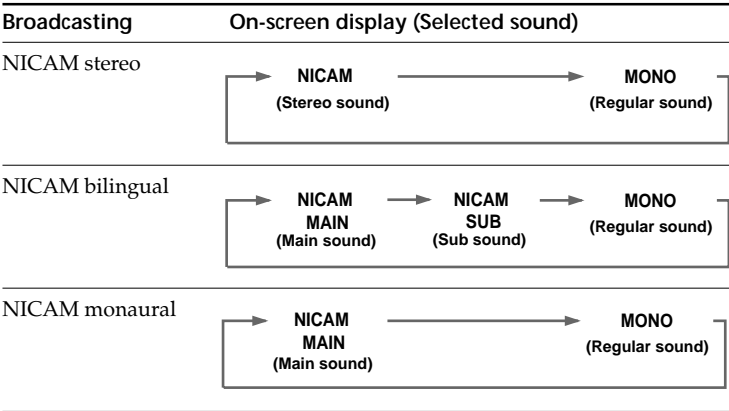 Broadcasting On-screen display (Selected sound)
NICAM stereo
NICAM MONO
(Stereo sound) (Regular sound)
NICAM bilingual
NICAM NICAM MONO
MAIN SUB
(Main sound) (Sub sound) (Regular sound)
NICAM monaural
NICAM MONO
MAIN
(Main sound) (Regular sound)